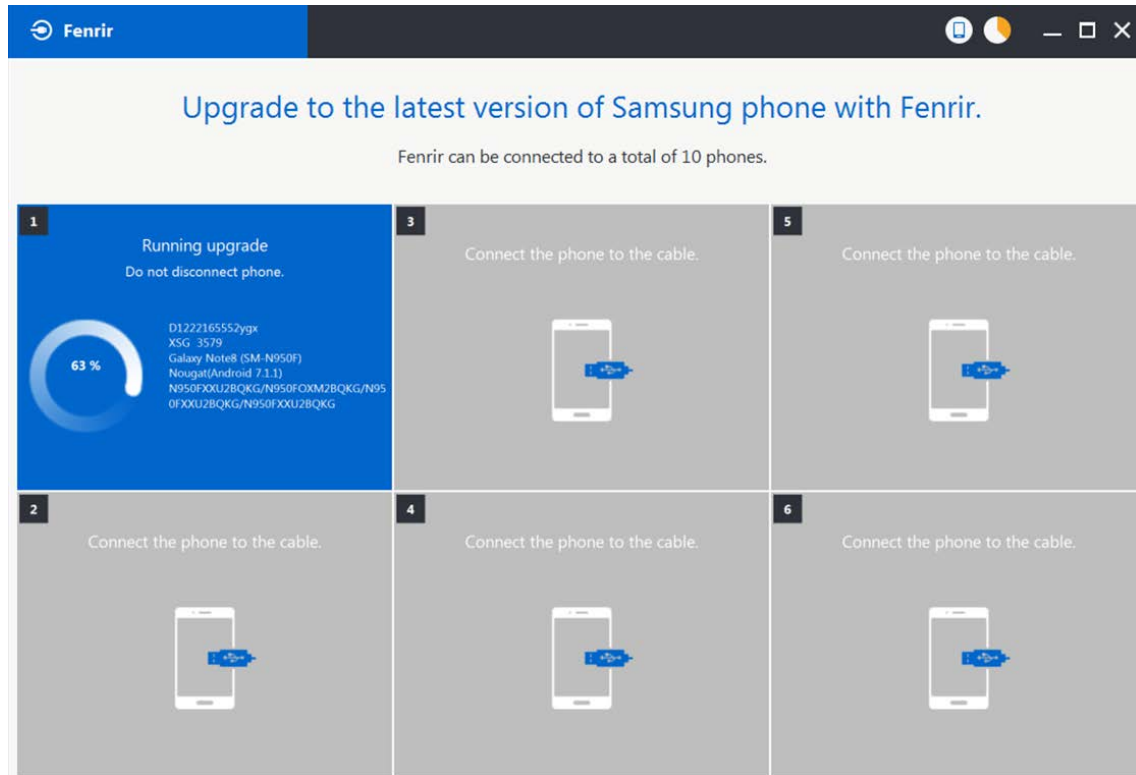 Fenrir
Upgrade to the latest version of Samsung phone with Fenrir.
Fenrir can be connected to a total of 10 phones.
1
Running upgrade
Do not disconnect phone.
63 %
D1222165552ygx
XSG 3579
Galaxy Note8 (SM-N950F)
Nougat(Android 7.1.1)
N950FXXU2BQKG/N950FOXM2BQKG/N95
0FXXU2BQKG/N950FXXU2BQKG
3
Connect the phone to the cable.
5
Connect the phone to the cable.
2
Connect the phone to the cable.
4
Connect the phone to the cable.
6
Connect the phone to the cable.